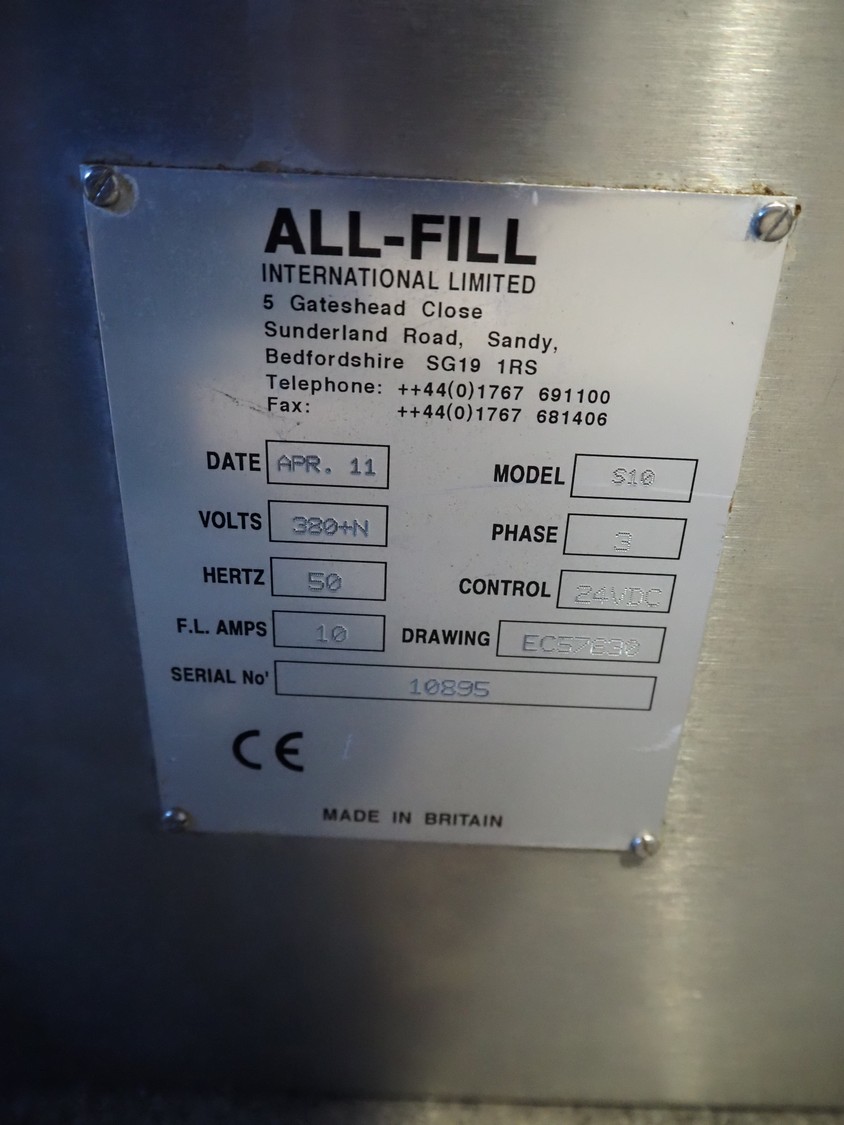 ALL-FILL
INTERNATIONAL LIMITED
5 Gateshead Close
Sunderland Road, Sandy,
Bedfordshire SG19 1RS
Telephone: ++44(0)1767 691100
Fax: ++44(0)1767 681406
DATE APR. 11 MODEL S10
VOLTS 380+N PHASE 3
HERTZ 50 CONTROL 24VDC
F.L. AMPS 10 DRAWING
SERIAL No' 10895
CE
MADE IN BRITAIN